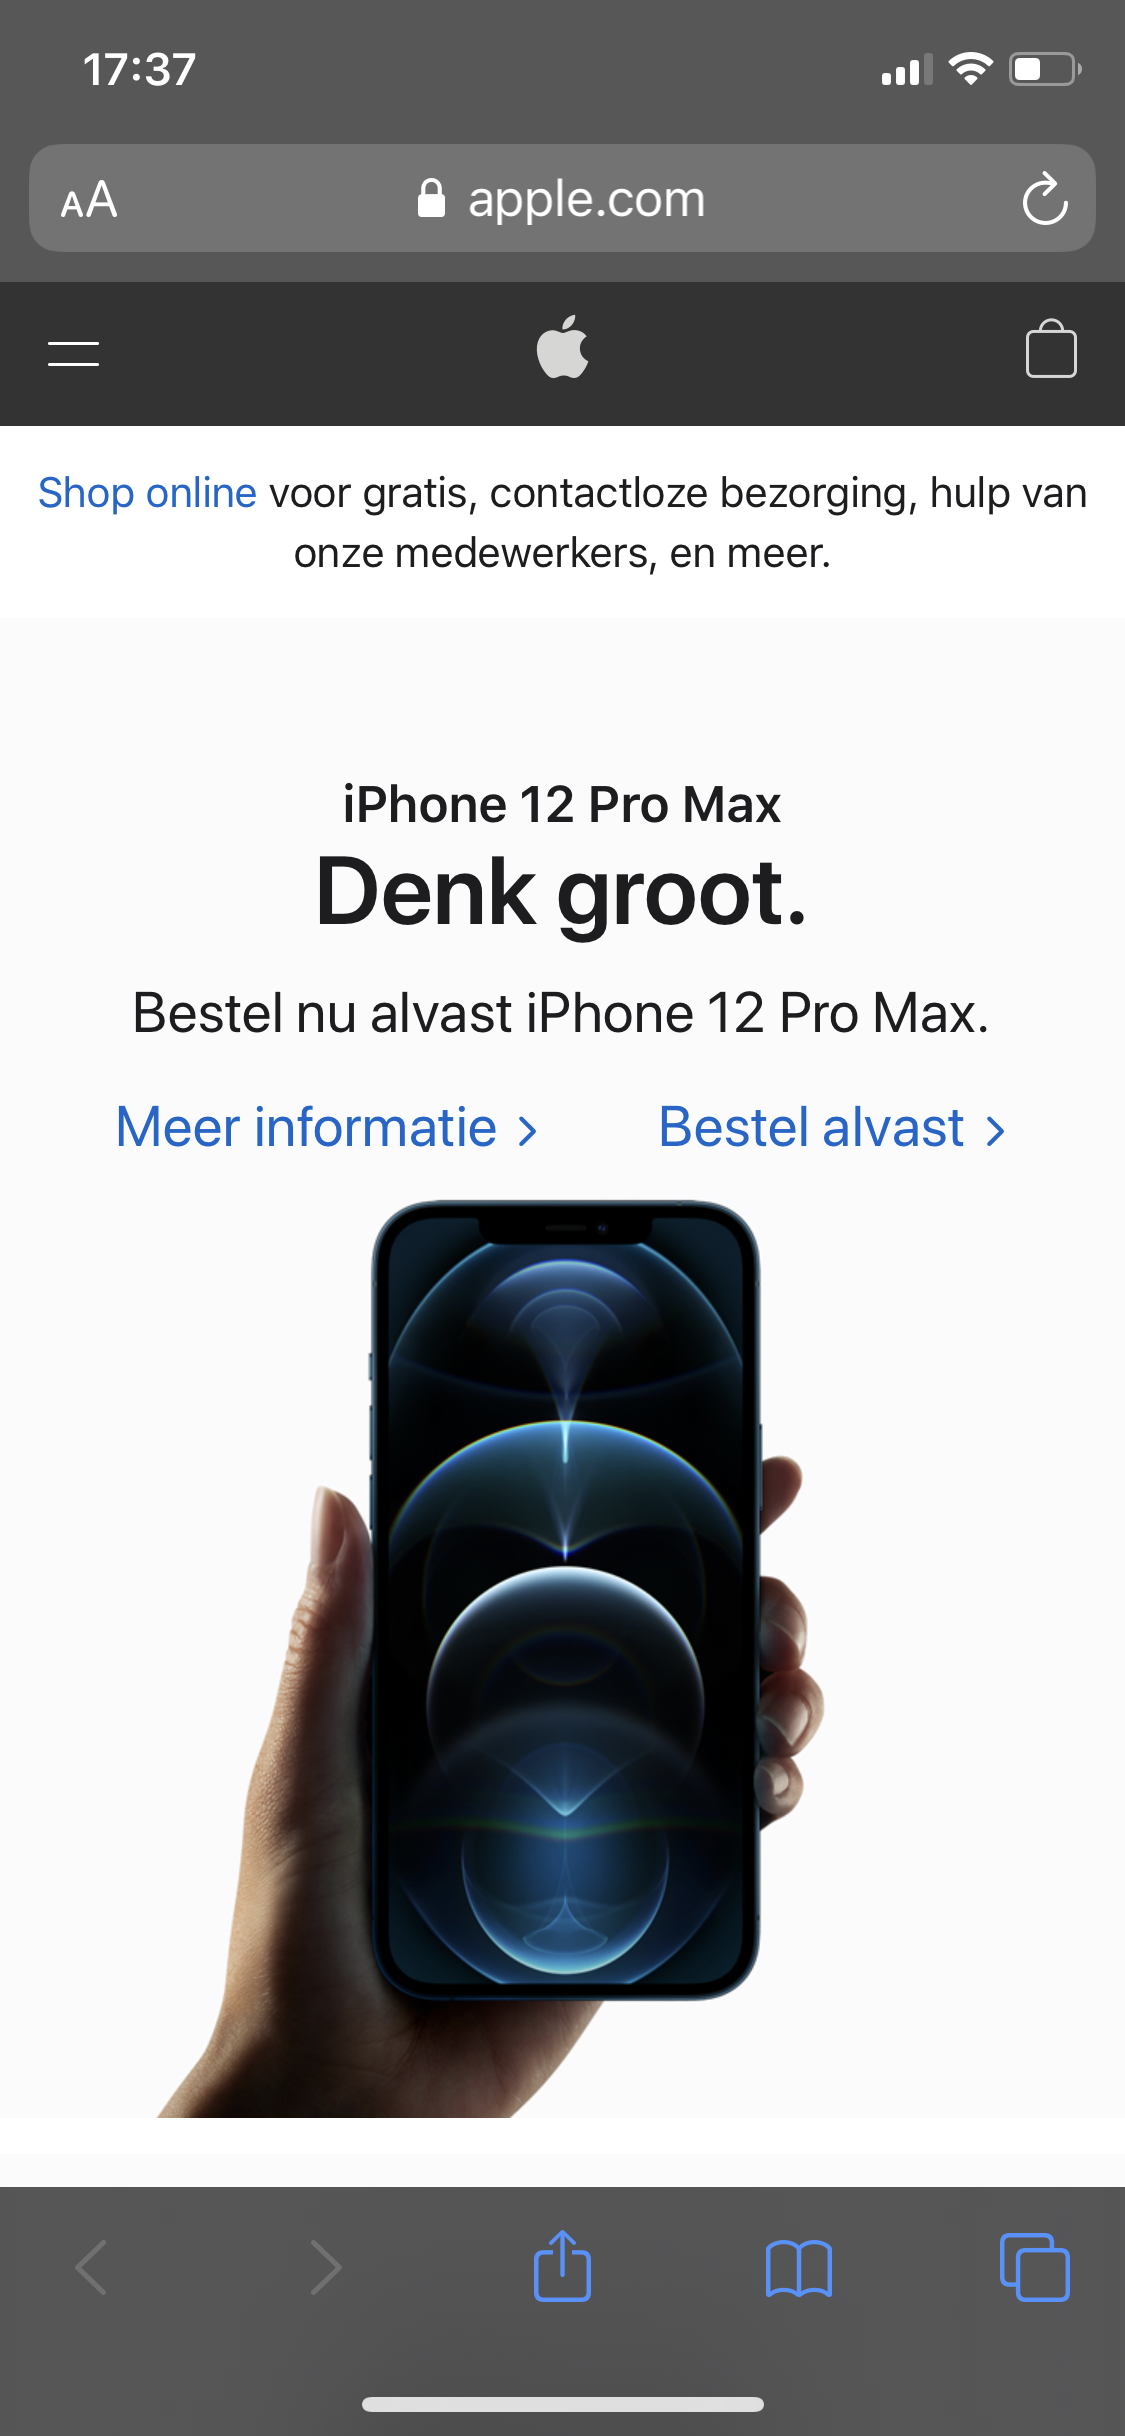 17:37
AA
apple.com
Shop online voor gratis, contactloze bezorging, hulp van
onze medewerkers, en meer.
iPhone 12 Pro Max
Denk groot.
Bestel nu alvast iPhone 12 Pro Max.
Meer informatie >
Bestel alvast >